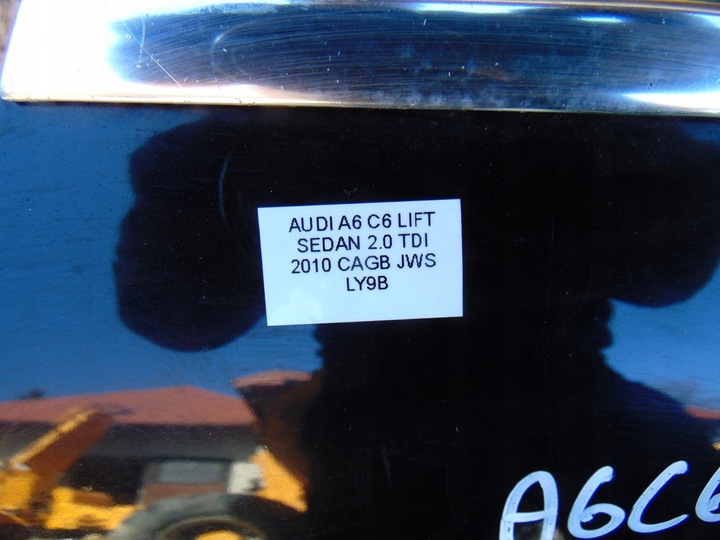 AUDI A6 C6 LIFT
SEDAN 2.0 TDI
2010 CAGB JWS
LY9B
A6C6